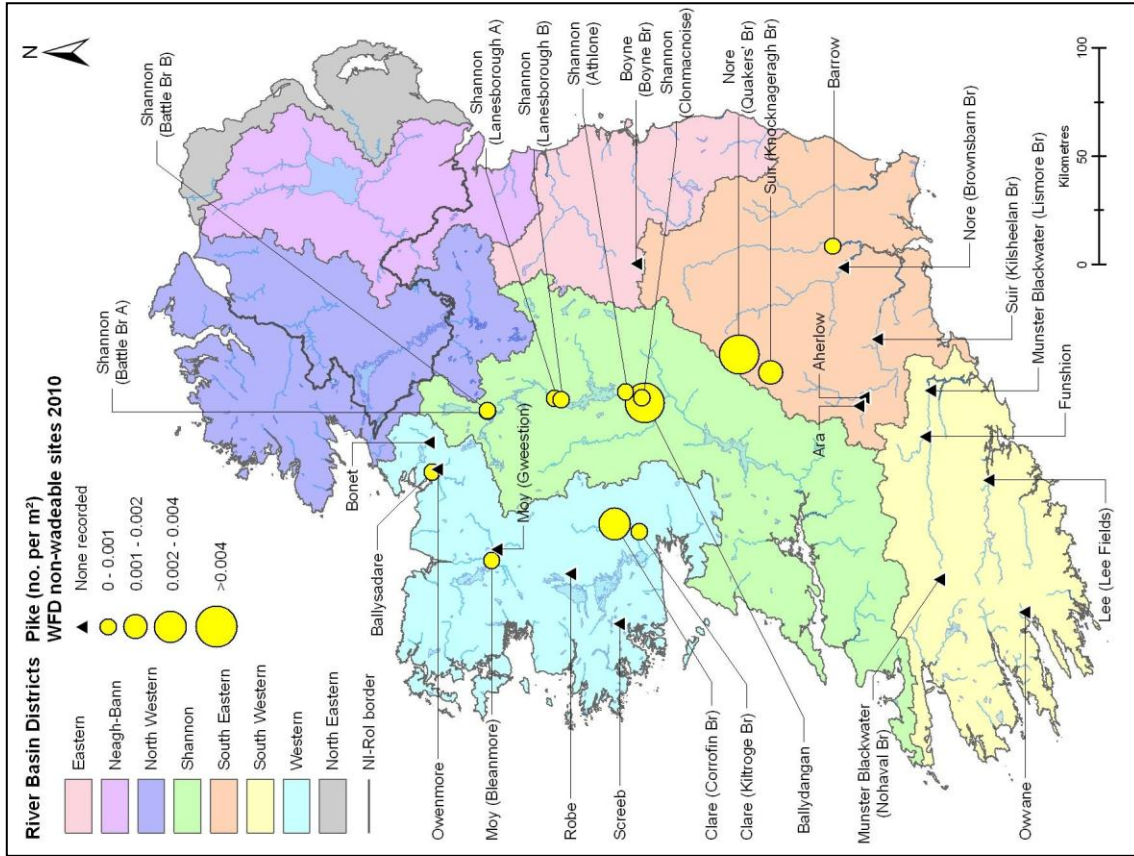 River Basin Districts
Eastern
Neagh-Bann
North Western
Shannon
South Eastern
South Western
Western
North Eastern
NI-RoI border
Pike (no. per m²)
WFD non-wadeable sites 2010
None recorded
0 - 0.001
0.001 - 0.002
0.002 - 0.004
>0.004
N
Shannon
(Battle Br A)
Shannon
(Battle Br B)
Shannon
(Lanesborough A)
Shannon
(Lanesborough B)
Shannon
(Athlone)
Boyne
(Boyne Br)
Shannon
(Clonmacnoise)
Nore
(Quakers' Br)
Suir (Knocknageragh Br)
Barrow
Nore (Brownsbarn Br)
Suir (Kilsheelan Br)
Munster Blackwater (Lismore Br)
Funshion
Lee (Lee Fields)
Aherlow
Ara
Bonet
Ballysadare
Moy (Gweestion)
Owenmore
Moy (Bleanmore)
Robe
Screeb
Clare (Corrofin Br)
Clare (Kiltroge Br)
Ballydangan
Munster Blackwater
(Nohaval Br)
Owvane
0
50
100
Kilometres